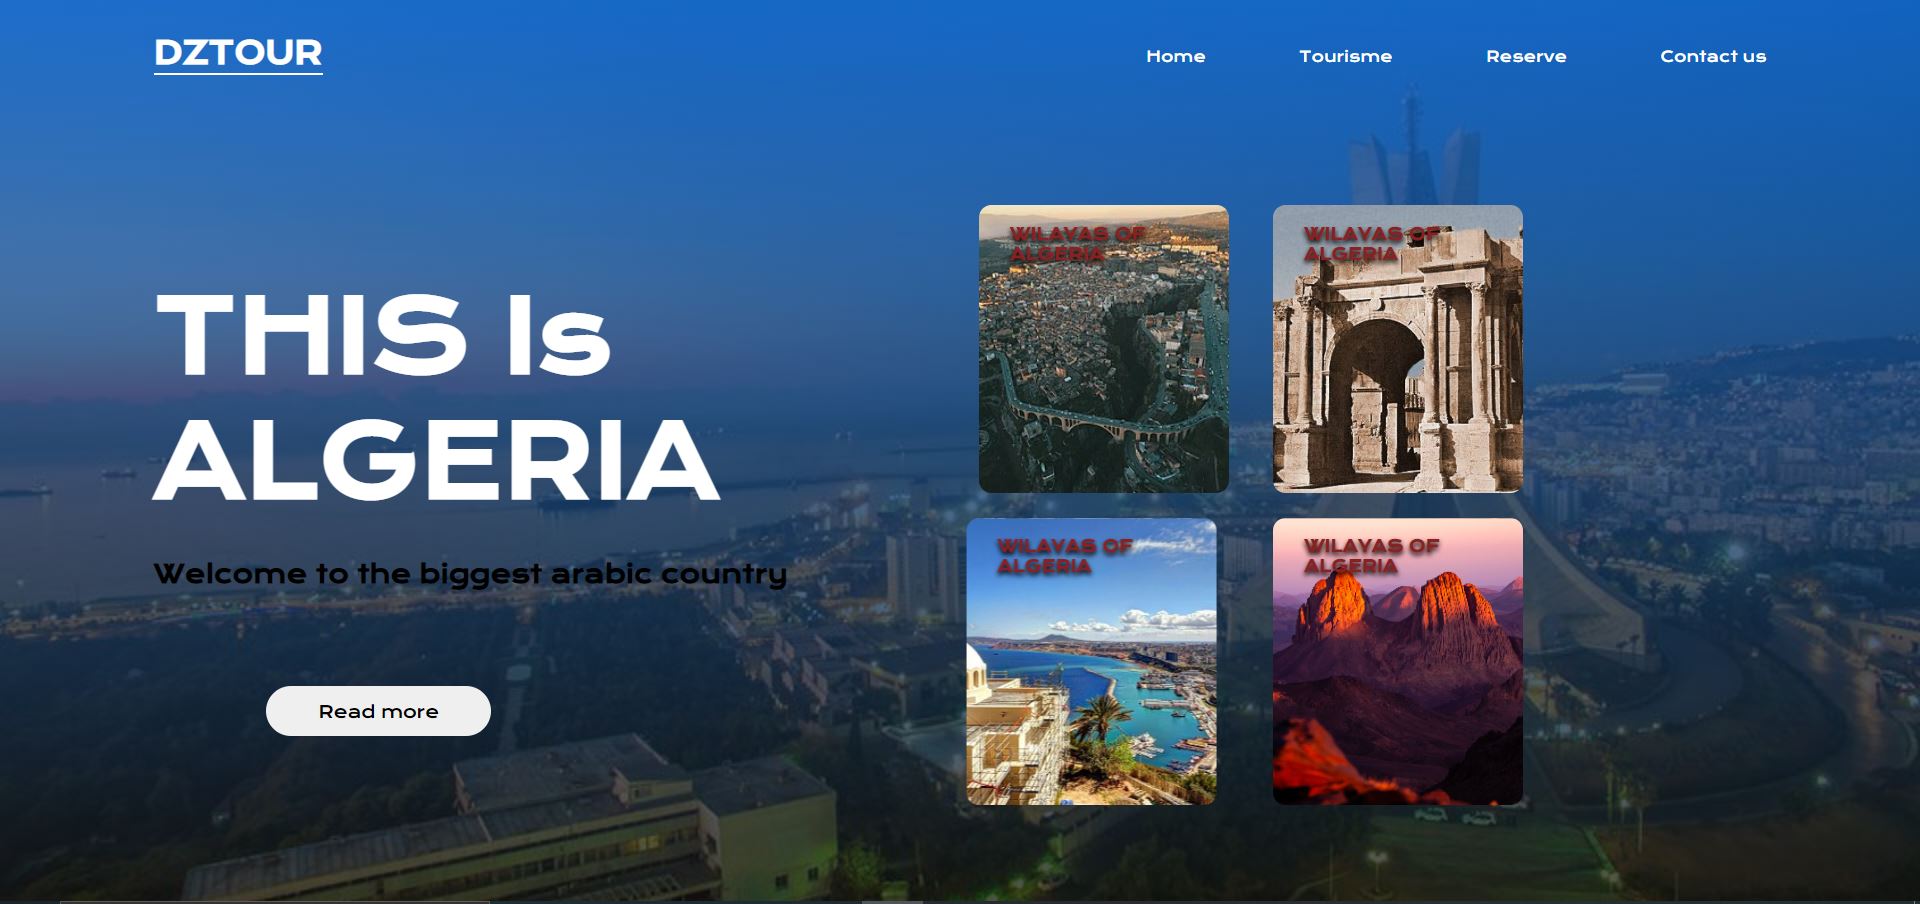 DZTOUR
Home
Tourisme
Reserve
Contact us
THIS Is
ALGERIA
Welcome to the biggest arabic country
Read more
WILAYAS OF
ALGERIA
WILAYAS OF
ALGERIA
WILAYAS OF
ALGERIA
WILAYAS OF
ALGERIA